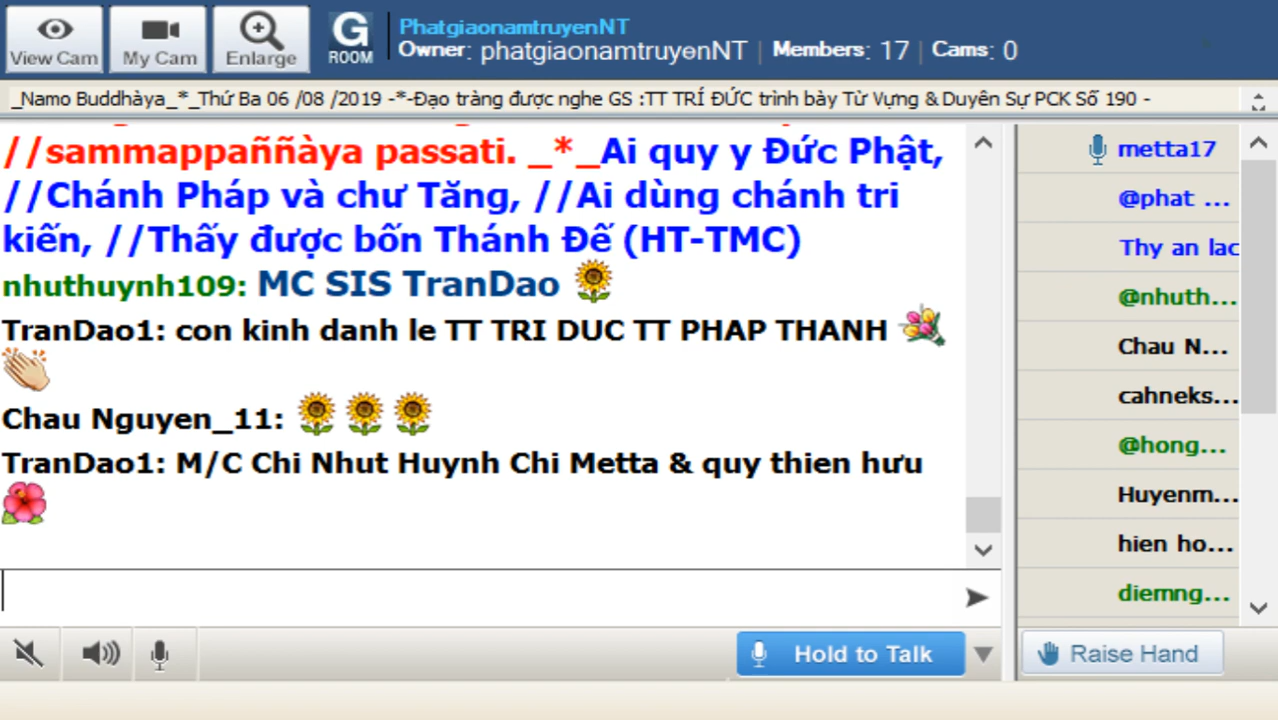 View Cam
My Cam
Enlarge
G
ROOM
PhatgiaonamtruyenNT
Owner: phatgiaonamtruyenNT | Members: 17 | Cams: 0
_Namo Buddhàya_*_Thứ Ba 06 /08 /2019 -*-Đạo tràng được nghe GS :TT TRÍ ĐỨC trình bày Từ Vựng & Duyên Sự PCK Số 190 -
//sammappaññàya passati. _*_Ai quy y Đức Phật,
//Chánh Pháp và chư Tăng, //Ai dùng chánh tri
kiến, //Thấy được bốn Thánh Đế (HT-TMC)
nhuthuynh109: MC SIS TranDao
TranDao1: con kinh danh le TT TRI DUC TT PHAP THANH
Chau Nguyen_11:
TranDao1: M/C Chi Nhut Huynh Chi Metta & quy thien hưu
metta17
@phat ...
Thy an lac
@nhuth...
Chau N...
cahneks...
@hong...
Huyenm...
hien ho...
diemng...
Hold to Talk
Raise Hand